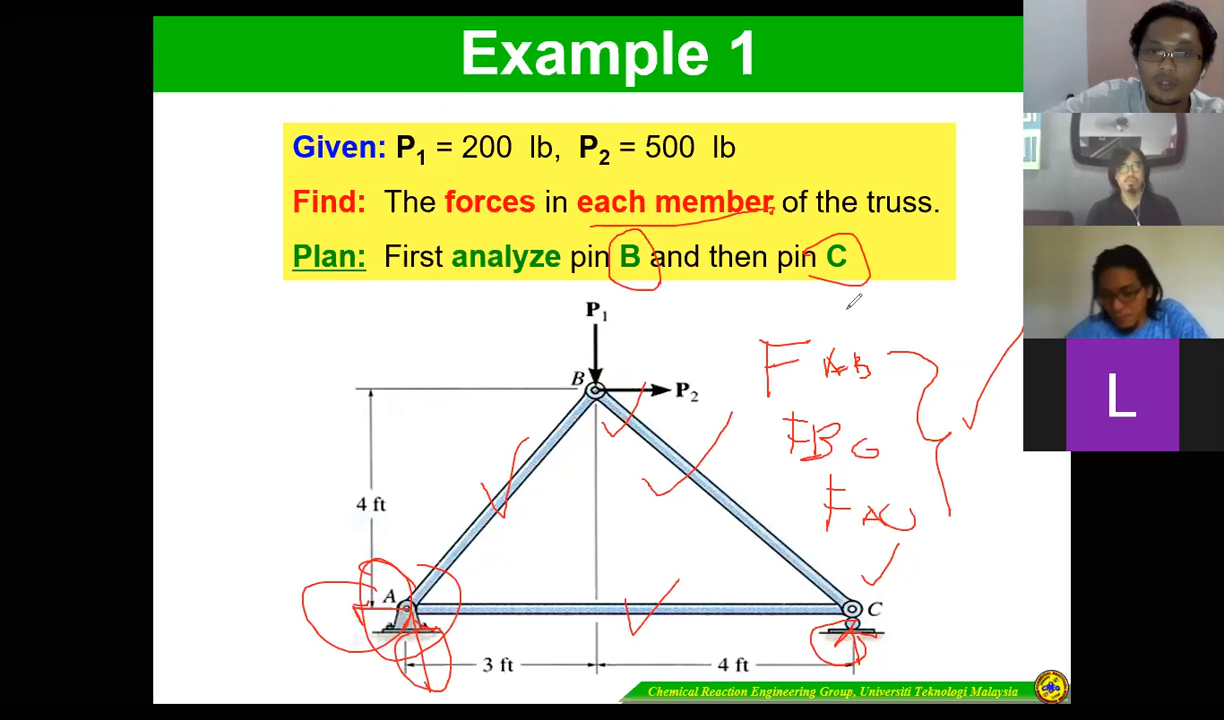 Example 1
Given: P1 = 200 lb, P2 = 500 lb
Find: The forces in each member of the truss.
Plan: First analyze pin B and then pin C
P1
B
P2
F AB
FBC
F AC
L
4 ft
A
C
3 ft
4 ft
Chemical Reaction Engineering Group, Universiti Teknologi Malaysia